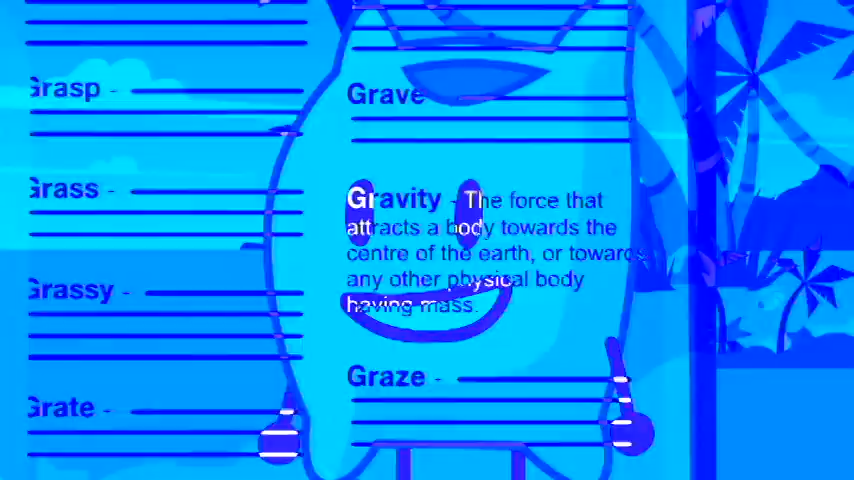 Grasp -
Grass -
Grassy -
Grate -
Grave
Gravity - The force that
attracts a body towards the
centre of the earth, or towards
any other physical body
having mass.
Graze -